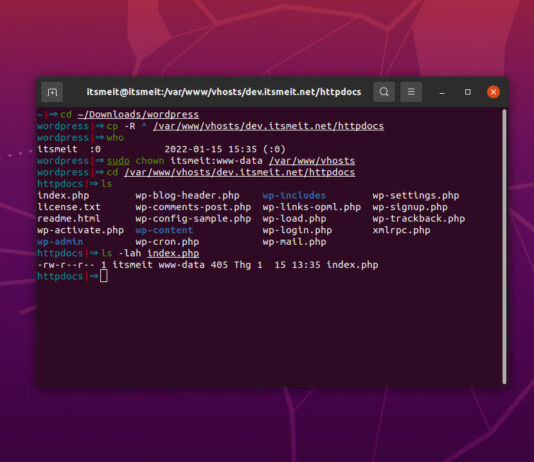 itsmeit@itsmeit:/var/www/vhosts/dev.itsmeit.net/httpdocs
~|⇒cd ~/Downloads/wordpress
wordpress|⇒cp -R * /var/www/vhosts/dev.itsmeit.net/httpdocs
wordpress|⇒who
itsmeit  :0           2022-01-15 15:35 (:0)
wordpress|⇒sudo chown itsmeit:www-data /var/www/vhosts
wordpress|⇒cd /var/www/vhosts/dev.itsmeit.net/httpdocs
httpdocs|⇒ls
index.php        wp-blog-header.php    wp-includes        wp-settings.php
license.txt      wp-comments-post.php  wp-links-opml.php  wp-signup.php
readme.html      wp-config-sample.php  wp-load.php        wp-trackback.php
wp-activate.php  wp-content            wp-login.php       xmlrpc.php
wp-admin         wp-cron.php           wp-mail.php
httpdocs|⇒ls -lah index.php
-rw-r--r-- 1 itsmeit www-data 405 Thg 1  15 13:35 index.php
httpdocs|⇒